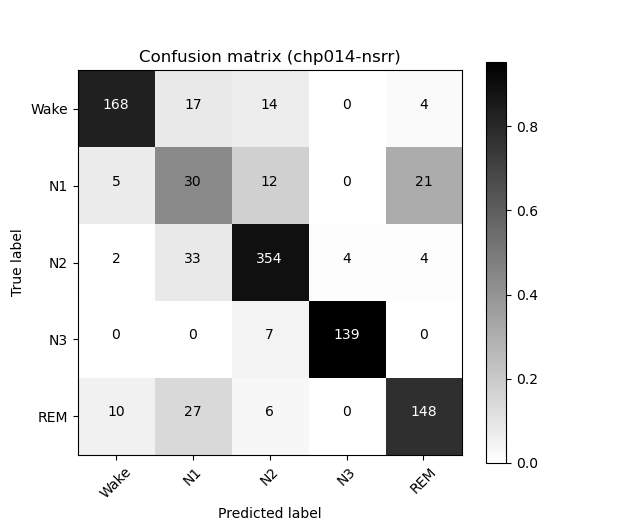 Confusion matrix (chp014-nsrr)
Wake 168 17 14 0 4
N1 5 30 12 0 21
N2 2 33 354 4 4
N3 0 0 7 139 0
REM 10 27 6 0 148
Wake N1 N2 N3 REM
Predicted label
True label
0.8
0.6
0.4
0.2
0.0